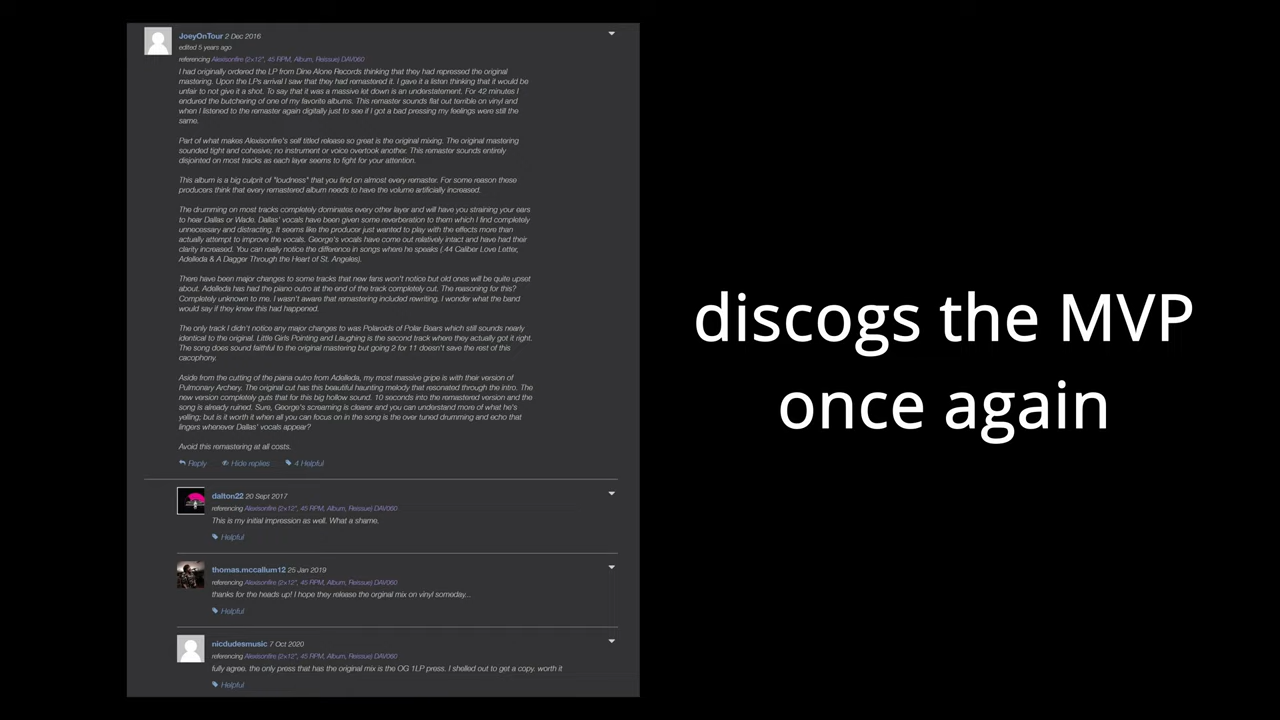 JoeyOnTour 2 Dec 2016
edited 5 years ago
referencing Alexisonfire (2x12", 45 RPM, Album, Reissue) DAV060
I had originally ordered the LP from Dine Alone Records thinking that they had repressed the original
mastering. Upon the LPs arrival I saw that they had remastered it. I gave it a listen thinking that it would be
unfair to not give it a shot. To say that it was a massive let down is an understatement. For 42 minutes I
endured the butchering of one of my favorite albums. This remaster sounds flat out terrible on vinyl and
when I listened to the remaster again digitally just to see if I got a bad pressing my feelings were still the
same.
Part of what makes Alexisonfire's self titled release so great is the original mixing. The original mastering
sounded tight and cohesive; no instrument or voice overtook another. This remaster sounds entirely
disjointed on most tracks as each layer seems to fight for your attention.
This album is a big culprit of "loudness" that you find on almost every remaster. For some reason these
producers think that every remastered album needs to have the volume artificially increased.
The drumming on most tracks completely dominates every other layer and will have you straining your ears
to hear Dallas or Wade. Dallas' vocals have been given some reverberation to them which I find completely
unnecessary and distracting. It seems like the producer just wanted to play with the effects more than
actually attempt to improve the vocals. George's vocals have come out relatively intact and have had their
clarity increased. You can really notice the difference in songs where he speaks (.44 Caliber Love Letter,
Adelleda & A Dagger Through the Heart of St. Angeles).
There have been major changes to some tracks that new fans won't notice but old ones will be quite upset
about. Adelleda has had the piano outro at the end of the track completely cut. The reasoning for this?
Completely unknown to me. I wasn't aware that remastering included rewriting. I wonder what the band
would say if they knew this had happened.
The only track I didn't notice any major changes to was Polaroids of Polar Bears which still sounds nearly
identical to the original. Little Girls Pointing and Laughing is the second track where they actually got it right.
The song does sound faithful to the original mastering but going 2 for 11 doesn't save the rest of this
cacophony.
Aside from the cutting of the piana outro from Adelleda, my most massive gripe is with their version of
Pulmonary Archery. The original cut has this beautiful haunting melody that resonated through the intro. The
new version completely guts that for this big hollow sound. 10 seconds into the remastered version and the
song is already ruined. Sure, George's screaming is clearer and you can understand more of what he's
yelling; but is it worth it when all you can focus on in the song is the over tuned drumming and echo that
lingers whenever Dallas' vocals appear?
Avoid this remastering at all costs.
Reply Hide replies 4 Helpful
dalton22 20 Sept 2017
referencing Alexisonfire (2x12", 45 RPM, Album, Reissue) DAV060
This is my initial impression as well. What a shame.
Helpful
thomas.mccallum12 25 Jan 2019
referencing Alexisonfire (2x12", 45 RPM, Album, Reissue) DAV060
thanks for the heads up! I hope they release the orginal mix on vinyl someday...
Helpful
nicdudesmusic 7 Oct 2020
referencing Alexisonfire (2x12", 45 RPM, Album, Reissue) DAV060
fully agree. the only press that has the original mix is the OG 1LP press. I shelled out to get a copy. worth it
Helpful
discogs the MVP
once again